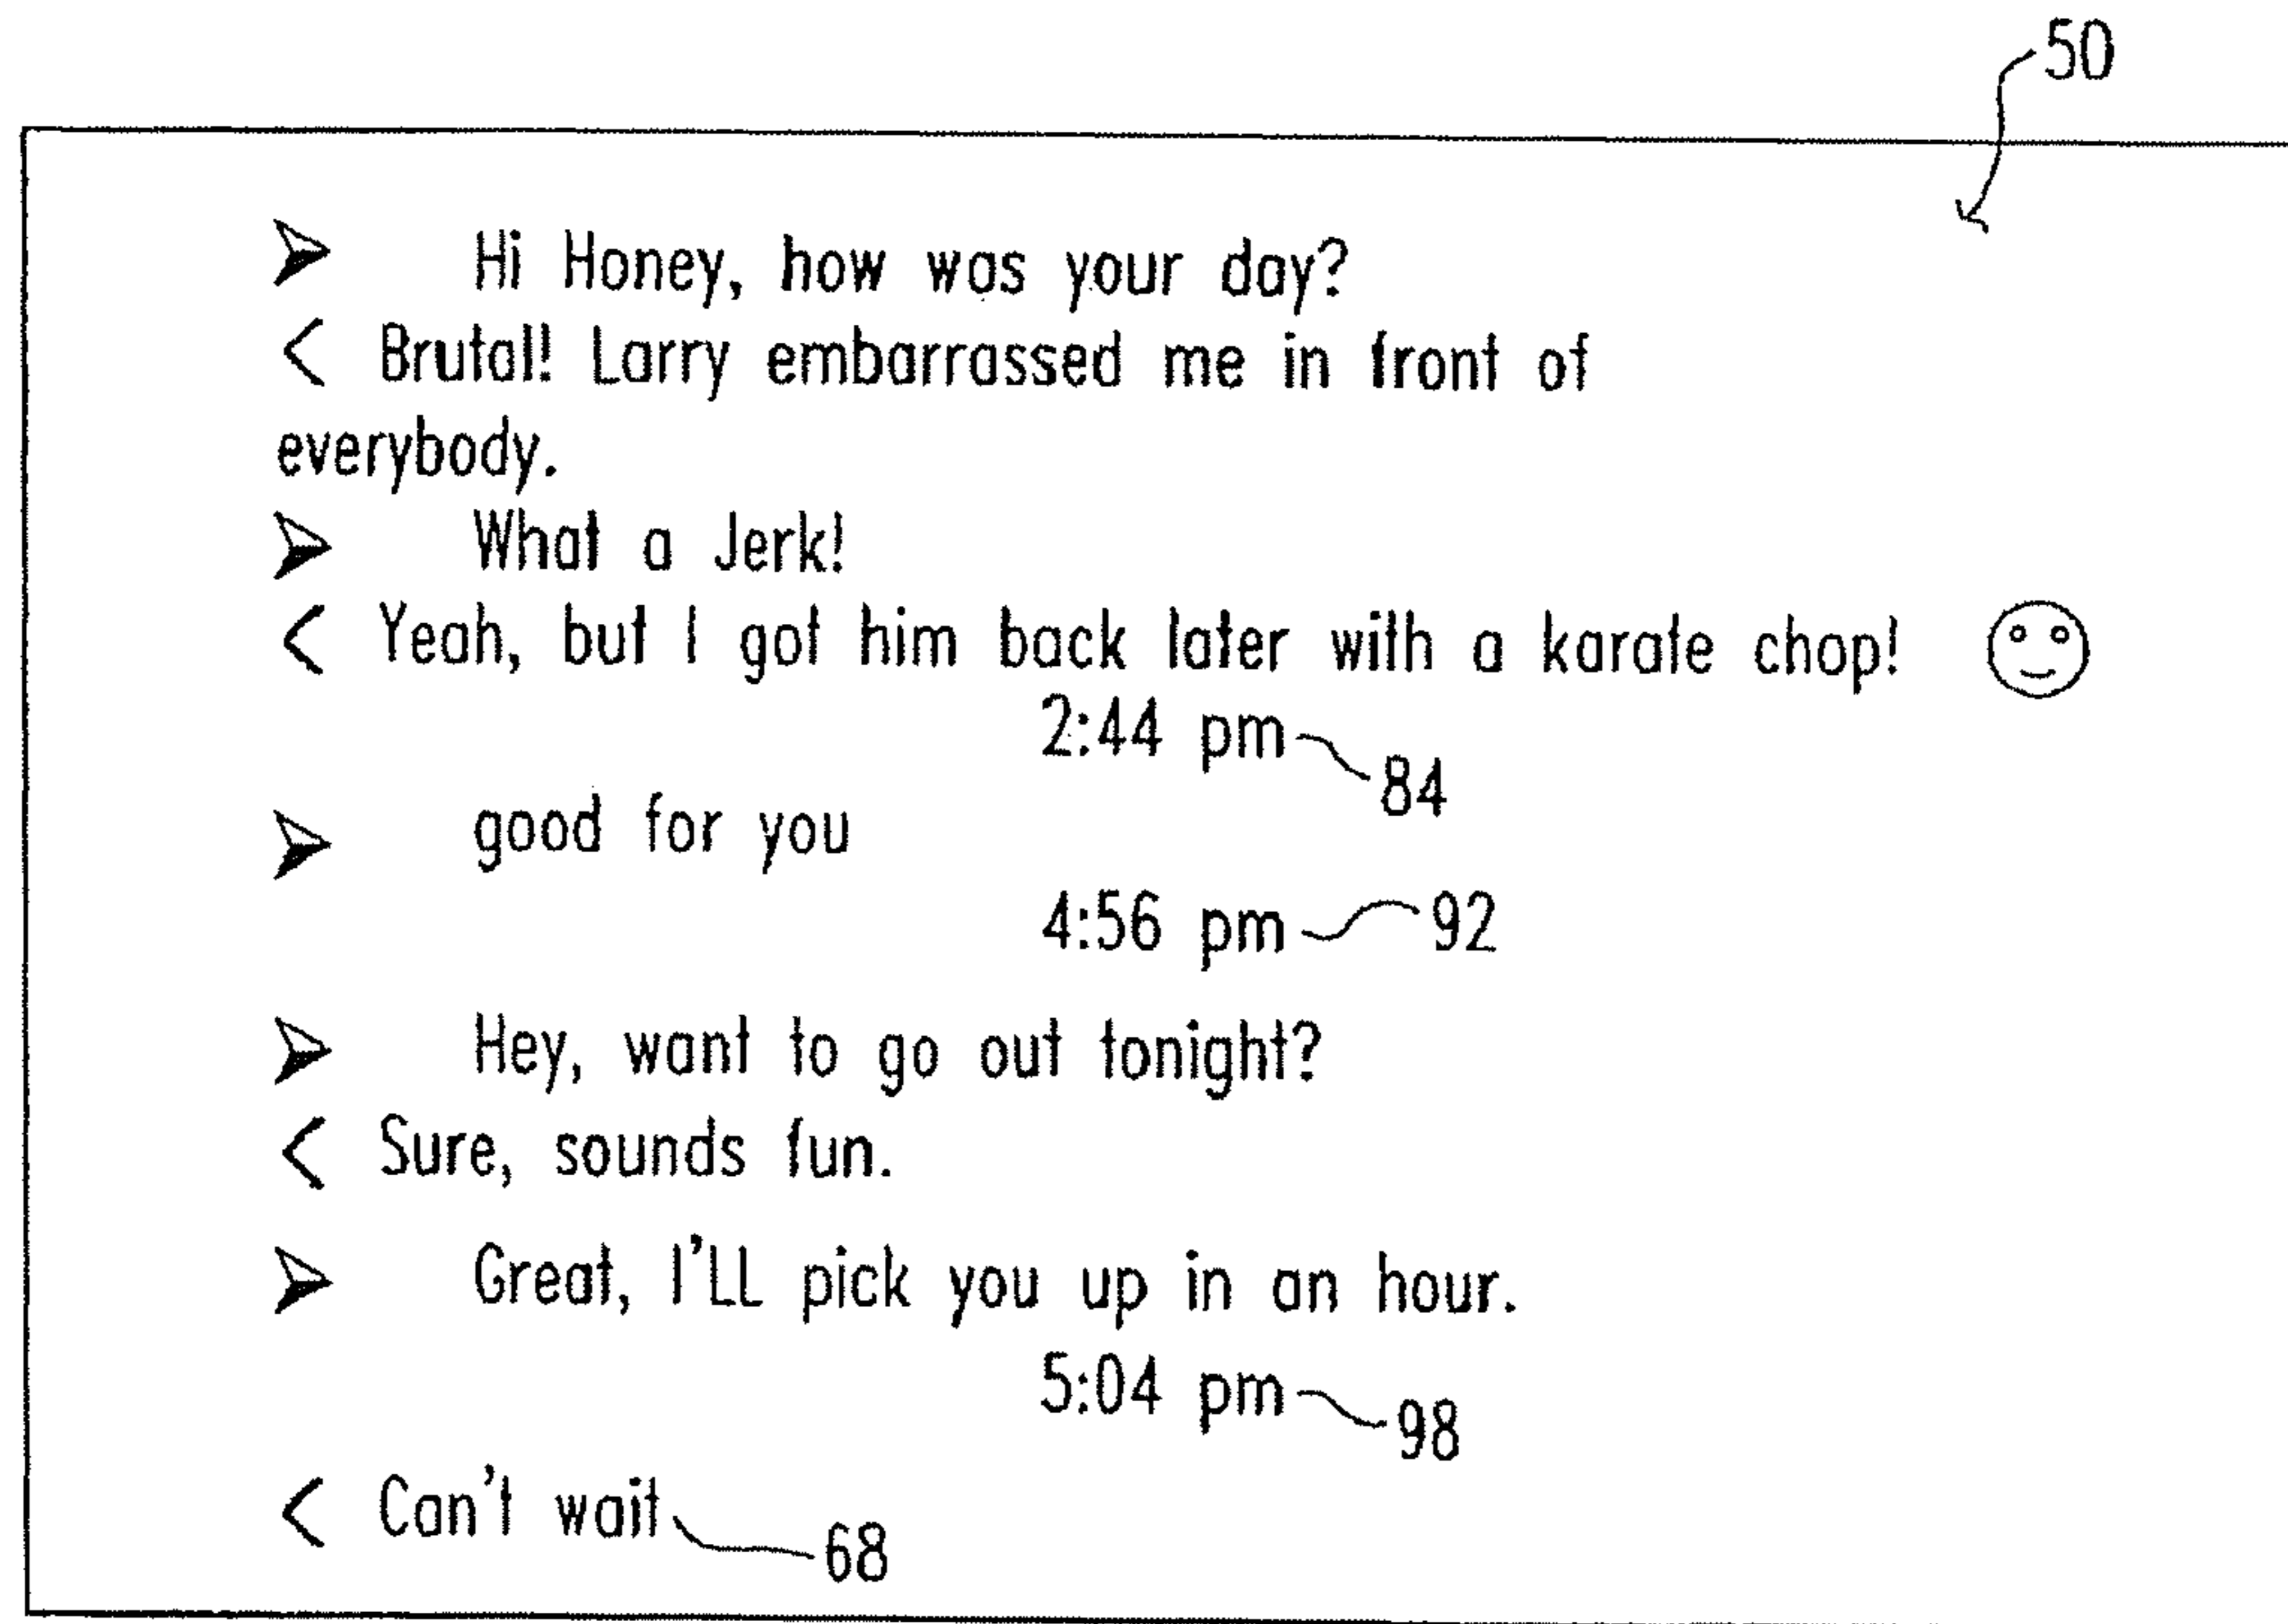 50
➢ Hi Honey, how was your day?
< Brutal! Larry embarrassed me in front of
everybody.
➢ What a Jerk!
< Yeah, but I got him back later with a karate chop! ☺
2:44 pm 84
➢ good for you
4:56 pm 92
➢ Hey, want to go out tonight?
< Sure, sounds fun.
➢ Great, I'LL pick you up in an hour.
5:04 pm 98
< Can't wait 68